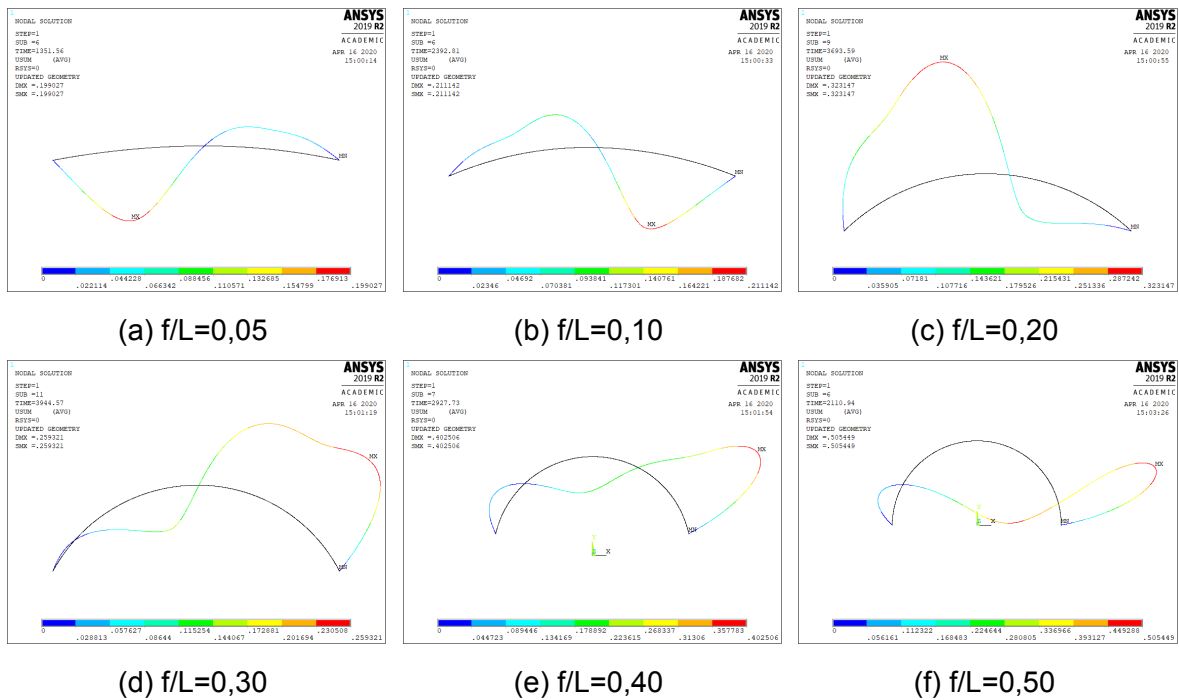 1
NODAL SOLUTION
STEP=1
SUB =6
TIME=1351.56
USUM (AVG)
RSYS=0
UPDATED GEOMETRY
DMX =.199027
SMX =.199027
ANSYS
2019 R2
ACADEMIC
APR 16 2020
15:00:14
MX
MN
0 .044228 .088456 .132685 .176913
.022114 .066342 .110571 .154799 .199027
(a) f/L=0,05
1
NODAL SOLUTION
STEP=1
SUB =6
TIME=2392.81
USUM (AVG)
RSYS=0
UPDATED GEOMETRY
DMX =.211142
SMX =.211142
ANSYS
2019 R2
ACADEMIC
APR 16 2020
15:00:33
MN
MX
0 .04692 .093841 .140761 .187682
.02346 .070381 .117301 .164221 .211142
(b) f/L=0,10
1
NODAL SOLUTION
STEP=1
SUB =9
TIME=3693.59
USUM (AVG)
RSYS=0
UPDATED GEOMETRY
DMX =.323147
SMX =.323147
ANSYS
2019 R2
ACADEMIC
APR 16 2020
15:00:55
MX
MN
0 .07181 .143621 .215431 .287242
.035905 .107716 .179526 .251336 .323147
(c) f/L=0,20
1
NODAL SOLUTION
STEP=1
SUB =11
TIME=3944.57
USUM (AVG)
RSYS=0
UPDATED GEOMETRY
DMX =.259321
SMX =.259321
ANSYS
2019 R2
ACADEMIC
APR 16 2020
15:01:19
MX
MN
0 .057627 .115254 .172881 .230508
.028813 .08644 .144067 .201694 .259321
(d) f/L=0,30
1
NODAL SOLUTION
STEP=1
SUB =7
TIME=2927.73
USUM (AVG)
RSYS=0
UPDATED GEOMETRY
DMX =.402506
SMX =.402506
ANSYS
2019 R2
ACADEMIC
APR 16 2020
15:01:54
MX
MN
Y
Z X
0 .089446 .178892 .268337 .357783
.044723 .134169 .223615 .31306 .402506
(e) f/L=0,40
1
NODAL SOLUTION
STEP=1
SUB =6
TIME=2110.94
USUM (AVG)
RSYS=0
UPDATED GEOMETRY
DMX =.505449
SMX =.505449
ANSYS
2019 R2
ACADEMIC
APR 16 2020
15:03:26
MX
Y
Z X MN
0 .112322 .224644 .336966 .449288
.056161 .168483 .280805 .393127 .505449
(f) f/L=0,50